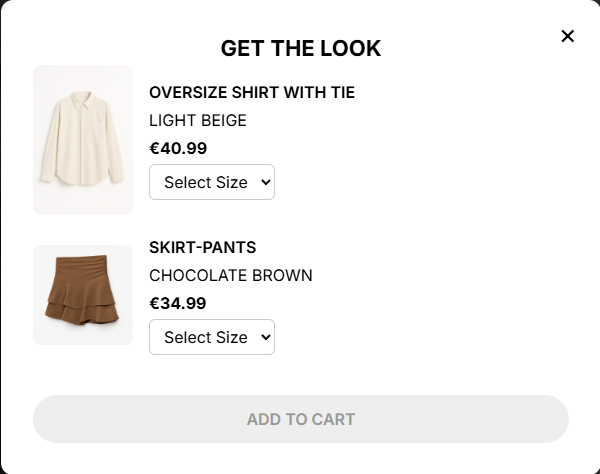 GET THE LOOK
×
OVERSIZE SHIRT WITH TIE
LIGHT BEIGE
€40.99
Select Size
SKIRT-PANTS
CHOCOLATE BROWN
€34.99
Select Size
ADD TO CART